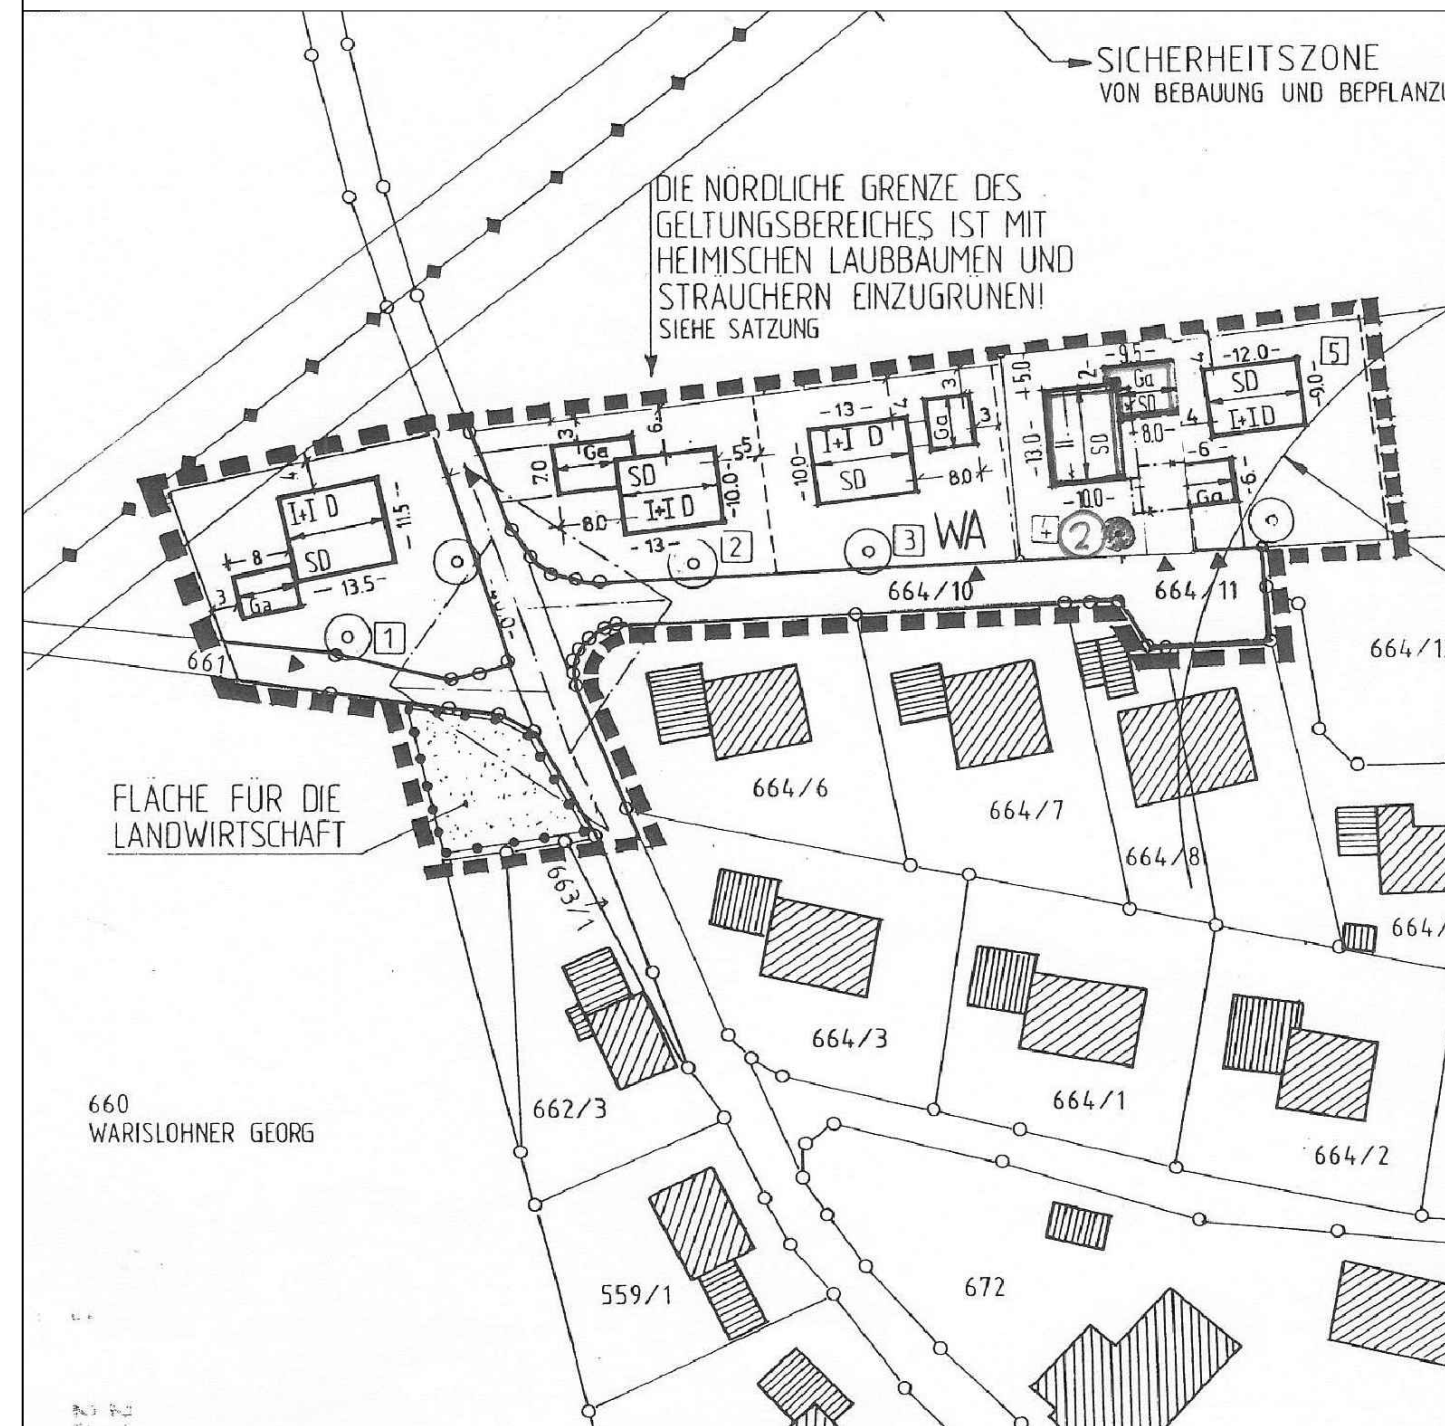 SICHERHEITSZONE
VON BEBAUUNG UND BEPFLANZU
DIE NÖRDLICHE GRENZE DES
GELTUNGSBEREICHES IST MIT
HEIMISCHEN LAUBBÄUMEN UND
STRÄUCHERN EINZUGRÜNEN!
SIEHE SATZUNG
5.0
-9.5-
2
Ga
SD
-13.0-
II
SD
8.0
-10.0-
4
2
4
-12.0-
5
SD
I+I D
-9.0-
4
-6-
Ga
-6-
-13-
4
3
I+I D
SD
-10.0-
Ga
3
-8.0-
3
WA
3
6
Ga
7.0
SD
I+I D
5
5
-10.0-
-8.0
-13-
2
4
I+I D
SD
-11.5-
-8-
3
Ga
-13.5-
1
661
664/10
664/11
664/1
FLÄCHE FÜR DIE
LANDWIRTSCHAFT
664/6
664/7
664/8
664/
663/1
664/3
664/1
664/2
662/3
660
WARISLOHNER GEORG
559/1
672